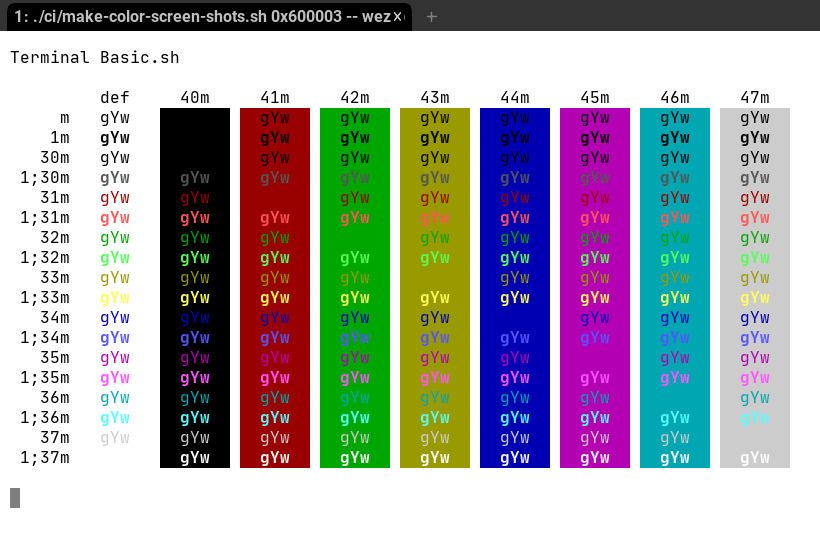 1: ./ci/make-color-screen-shots.sh 0x600003 -- wez
Terminal Basic.sh
def 40m 41m 42m 43m 44m 45m 46m 47m
m gYw gYw gYw gYw gYw gYw gYw gYw
1m gYw gYw gYw gYw gYw gYw gYw gYw
30m gYw gYw gYw gYw gYw gYw gYw gYw
1;30m gYw gYw gYw gYw gYw gYw gYw gYw gYw
31m gYw gYw gYw gYw gYw gYw gYw gYw
1;31m gYw gYw gYw gYw gYw gYw gYw gYw gYw
32m gYw gYw gYw gYw gYw gYw gYw gYw
1;32m gYw gYw gYw gYw gYw gYw gYw gYw gYw
33m gYw gYw gYw gYw gYw gYw gYw gYw
1;33m gYw gYw gYw gYw gYw gYw gYw gYw gYw
34m gYw gYw gYw gYw gYw gYw gYw gYw
1;34m gYw gYw gYw gYw gYw gYw gYw gYw gYw
35m gYw gYw gYw gYw gYw gYw gYw gYw
1;35m gYw gYw gYw gYw gYw gYw gYw gYw gYw
36m gYw gYw gYw gYw gYw gYw gYw gYw
1;36m gYw gYw gYw gYw gYw gYw gYw gYw gYw
37m gYw gYw gYw gYw gYw gYw gYw gYw
1;37m gYw gYw gYw gYw gYw gYw gYw gYw